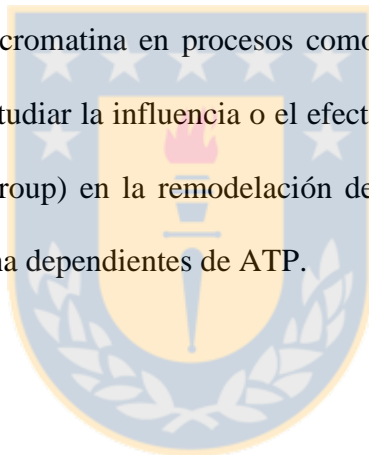 cromatina en procesos como
tudiar la influencia o el efect
roup) en la remodelación de
na dependientes de ATP.